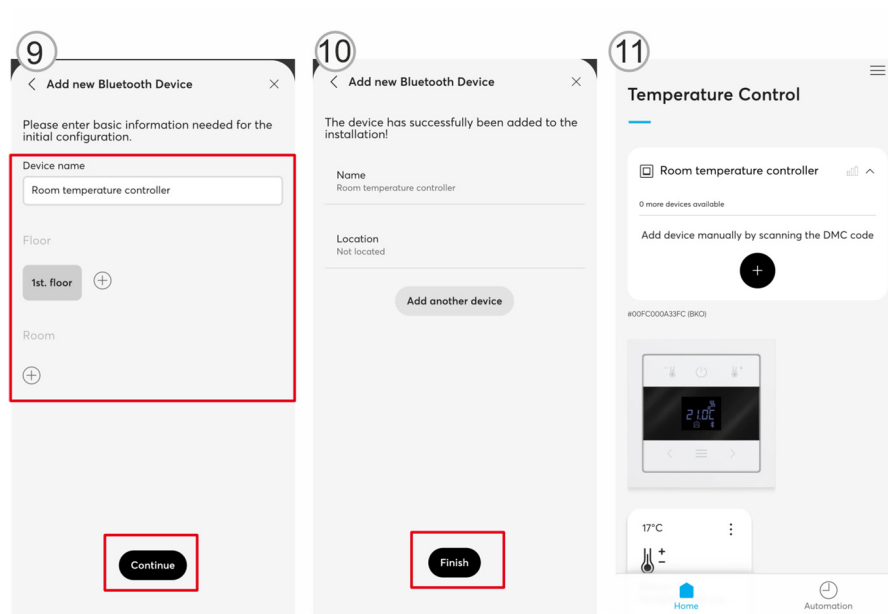 9
Add new Bluetooth Device
Please enter basic information needed for the
initial configuration.
Device name
Room temperature controller
Floor
1st. floor
Room
Continue
10
Add new Bluetooth Device
The device has successfully been added to the
installation!
Name
Room temperature controller
Location
Not located
Add another device
Finish
11
Temperature Control
Room temperature controller
0 more devices available
Add device manually by scanning the DMC code
#00FC000A33FC (BKO)
21.0°C
17°C
Home
Automation